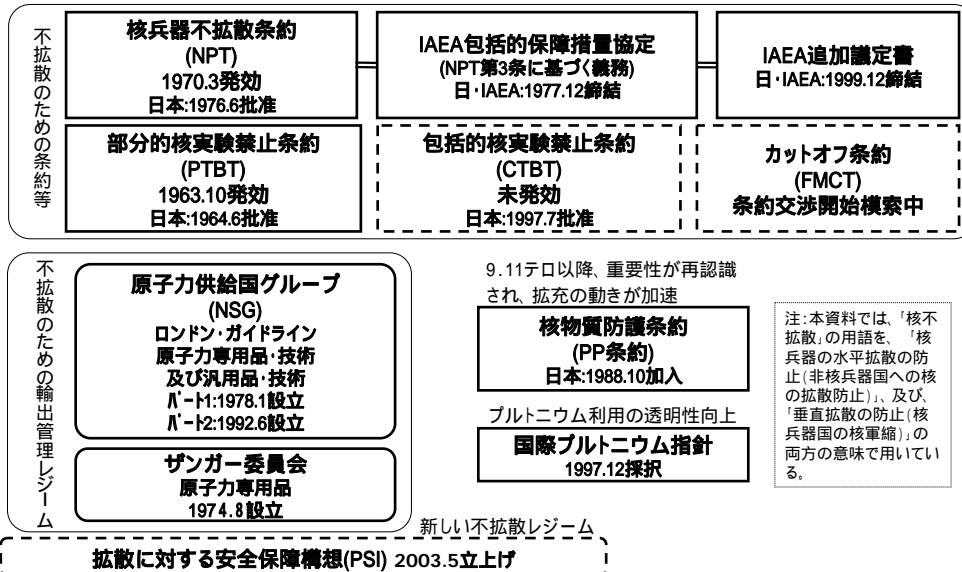 不拡散のための条約等
核兵器不拡散条約
(NPT)
1970.3発効
日本:1976.6批准
IAEA包括的保障措置協定
(NPT第3条に基づく義務)
日・IAEA:1977.12締結
IAEA追加議定書
日・IAEA:1999.12締結
部分的核実験禁止条約
(PTBT)
1963.10発効
日本:1964.6批准
包括的核実験禁止条約
(CTBT)
未発効
日本:1997.7批准
カットオフ条約
(FMCT)
条約交渉開始模索中
不拡散のための輸出管理レジーム
原子力供給国グループ
(NSG)
ロンドン・ガイドライン
原子力専用品・技術
及び汎用品・技術
パート1:1978.1設立
パート2:1992.6設立
ザンガー委員会
原子力専用品
1974.8設立
9.11テロ以降、重要性が再認識
され、拡充の動きが加速
核物質防護条約
(PP条約)
日本:1988.10加入
プルトニウム利用の透明性向上
国際プルトニウム指針
1997.12採択
注:本資料では、「核不
拡散」の用語を、「核
兵器の水平拡散の防
止(非核兵器国への核
の拡散防止)」、及び、
「垂直拡散の防止(核
兵器国の核軍縮)」の
両方の意味で用いてい
る。
新しい不拡散レジーム
拡散に対する安全保障構想(PSI) 2003.5立上げ